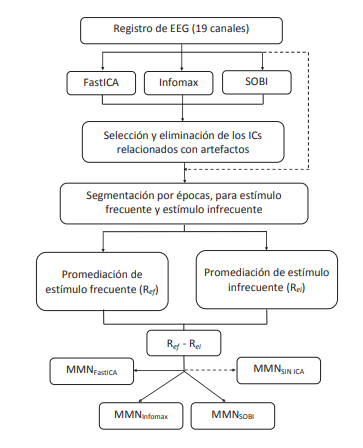 Registro de EEG (19 canales)
FastICA
Infomax
SOBI
Selección y eliminación de los ICs
relacionados con artefactos
Segmentación por épocas, para estímulo
frecuente y estímulo infrecuente
Promediación de
estímulo frecuente (Ref)
Promediación de estímulo
infrecuente (Rei)
Ref - Rei
MMNFastICA
MMNSIN ICA
MMNInfomax
MMNSOBI